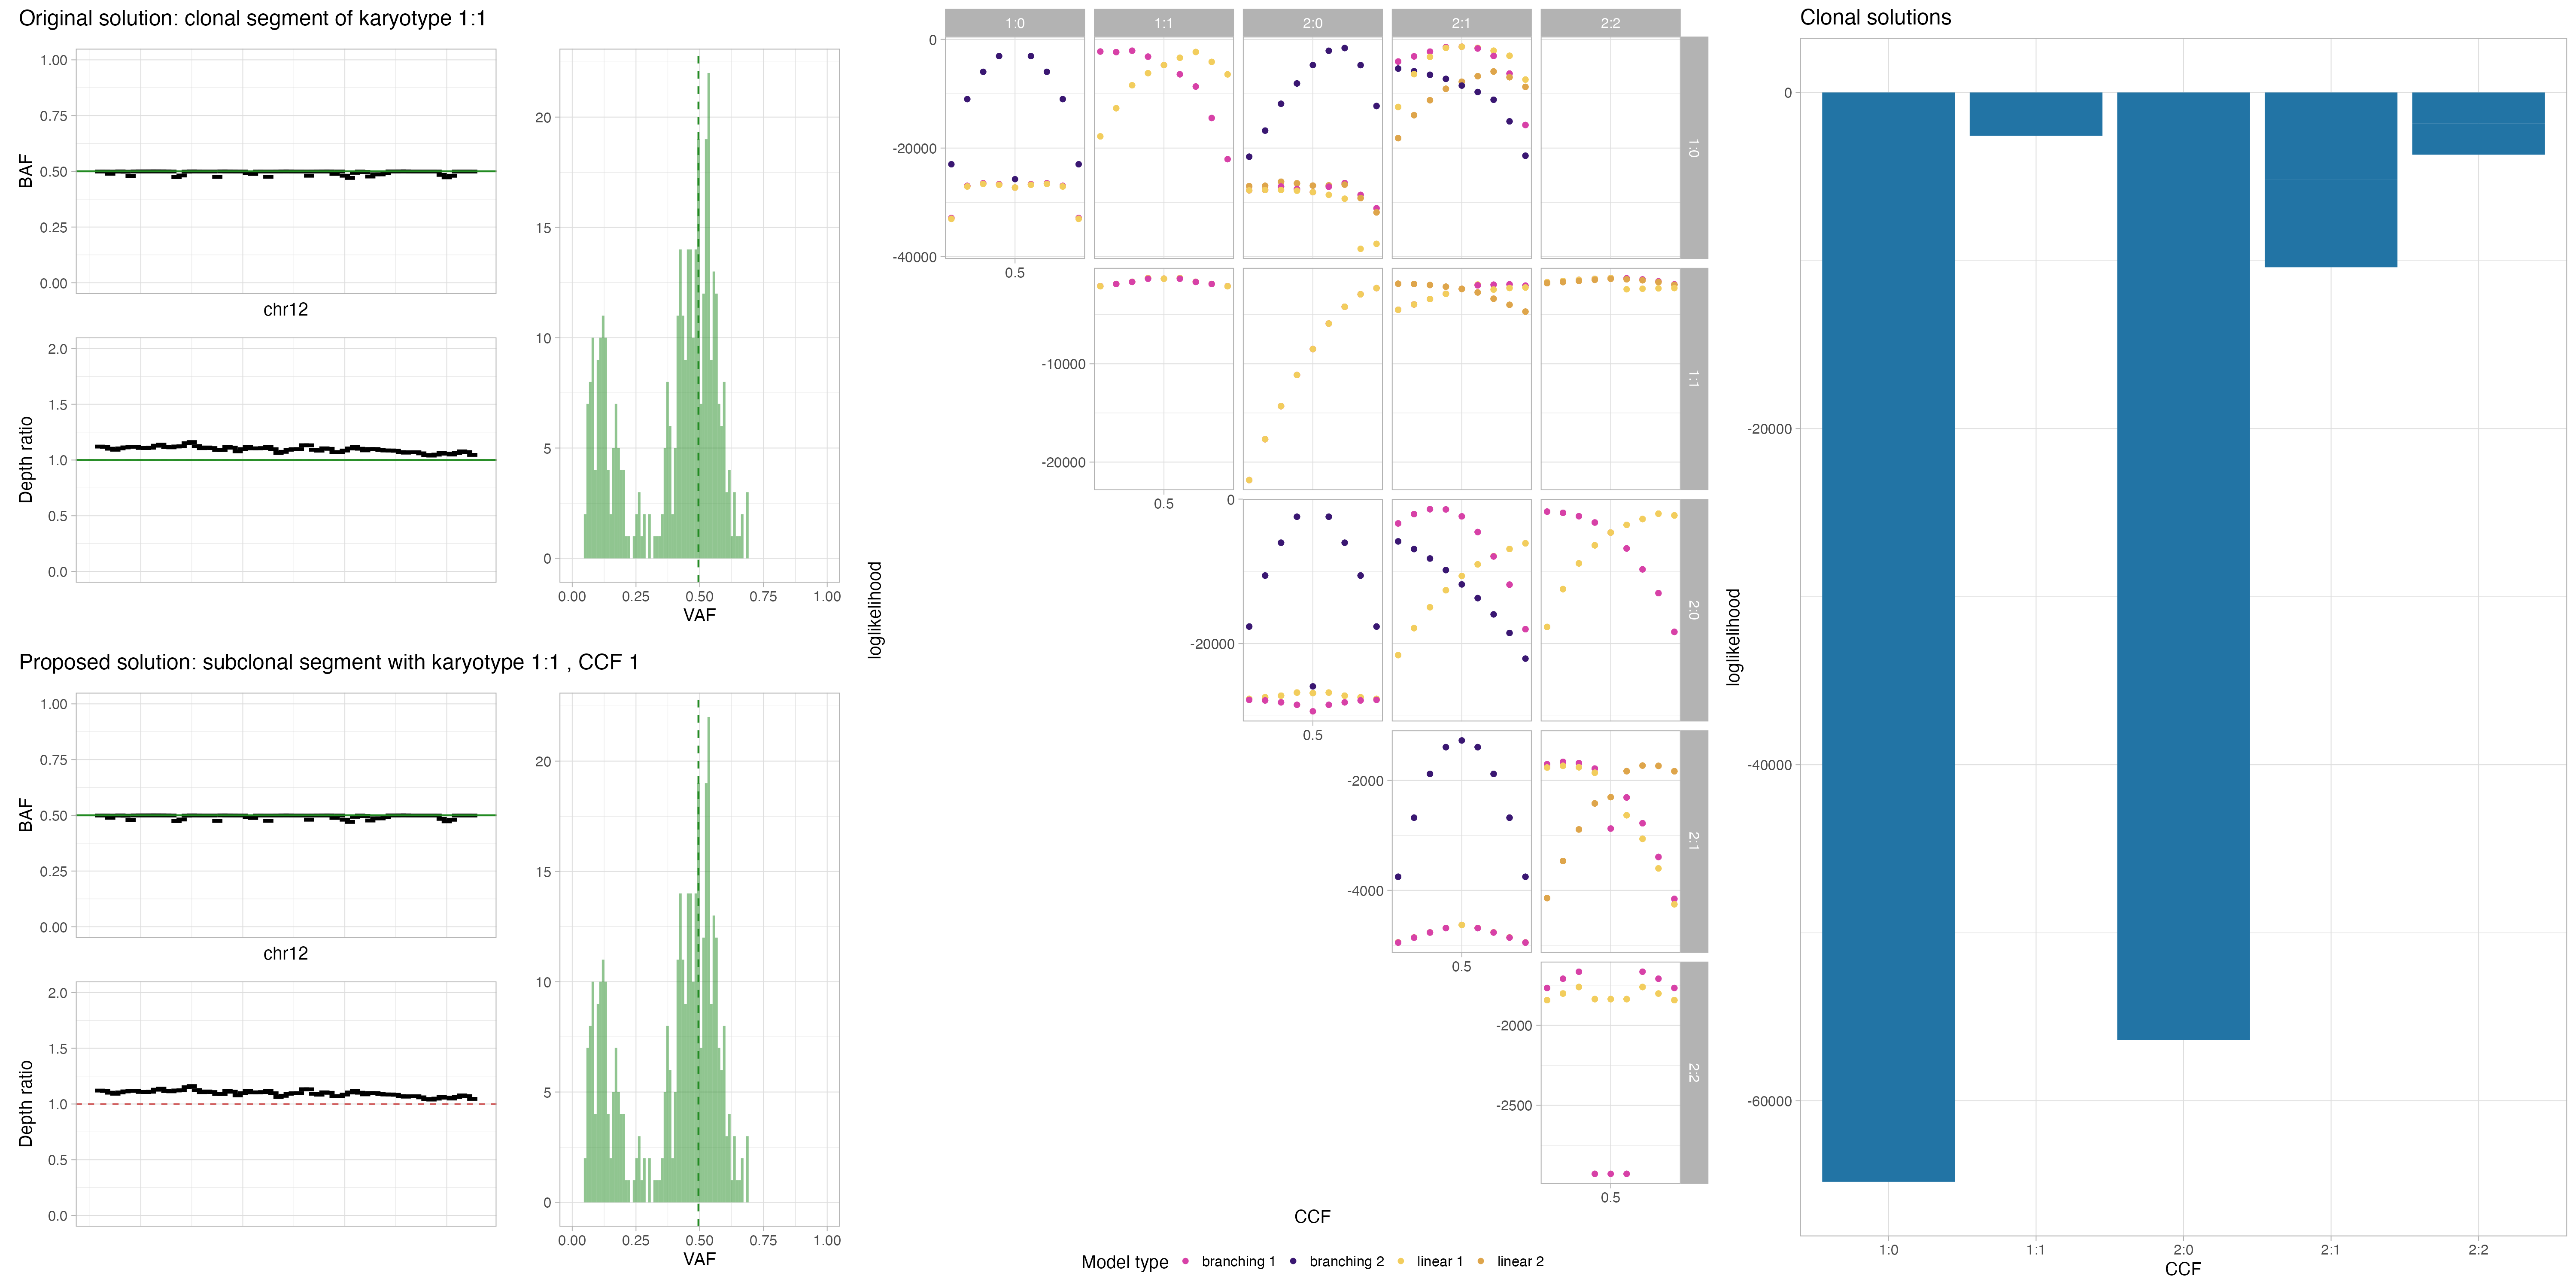 Original solution: clonal segment of karyotype 1:1
1.00
0.75
0.50
0.25
0.00
BAF
chr12
2.0
1.5
1.0
0.5
0.0
Depth ratio
20
15
10
5
0
0.00 0.25 0.50 0.75 1.00
VAF
Proposed solution: subclonal segment with karyotype 1:1 , CCF 1
1.00
0.75
0.50
0.25
0.00
BAF
chr12
2.0
1.5
1.0
0.5
0.0
Depth ratio
20
15
10
5
0
0.00 0.25 0.50 0.75 1.00
VAF
loglikelihood
1:0 1:1 2:0 2:1 2:2
0
-20000
-40000
0.5
1:0
-10000
-20000
0.5
1:1
0
-20000
0.5
2:0
-2000
-4000
0.5
2:1
-2000
-2500
0.5
2:2
CCF
Model type branching 1 branching 2 linear 1 linear 2
Clonal solutions
0
-20000
-40000
-60000
loglikelihood
1:0 1:1 2:0 2:1 2:2
CCF